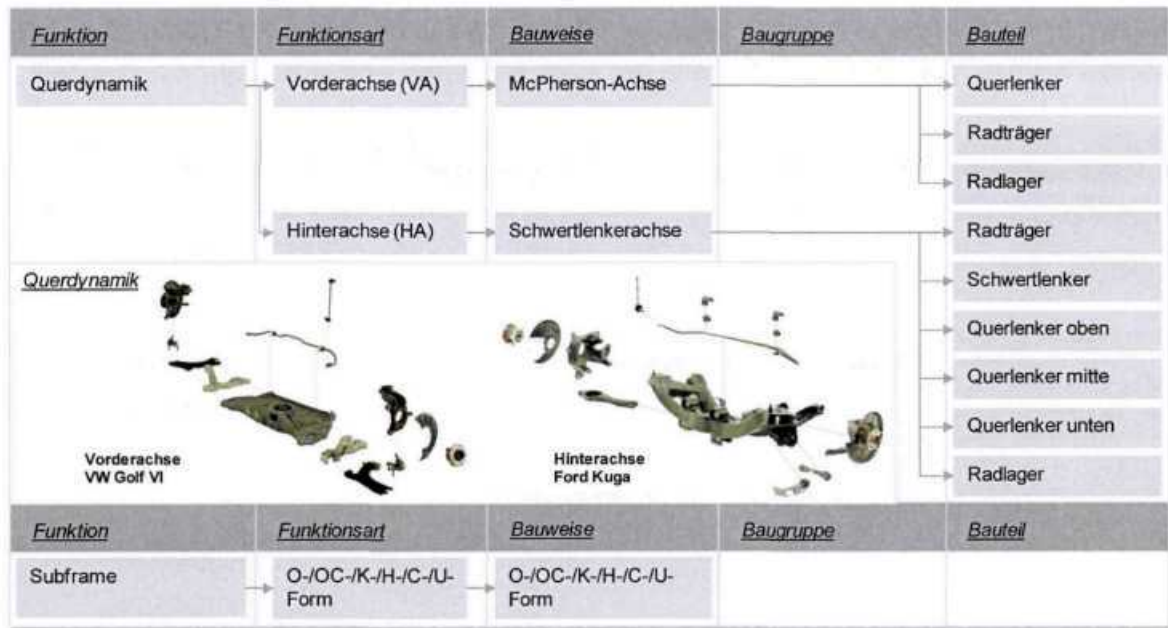 Funktion Funktionsart Bauweise Baugruppe Bauteil
Querdynamik Vorderachse (VA) McPherson-Achse Querlenker
Radträger
Radlager
Hinterachse (HA) Schwertlenkerachse Radträger
Querdynamik
Schwertlenker
Querlenker oben
Querlenker mitte
Querlenker unten
Vorderachse
VW Golf VI
Hinterachse
Ford Kuga
Radlager
Funktion Funktionsart Bauweise Baugruppe Bauteil
Subframe O-/OC-/K-/H-/C-/U- O-/OC-/K-/H-/C-/U-
Form Form